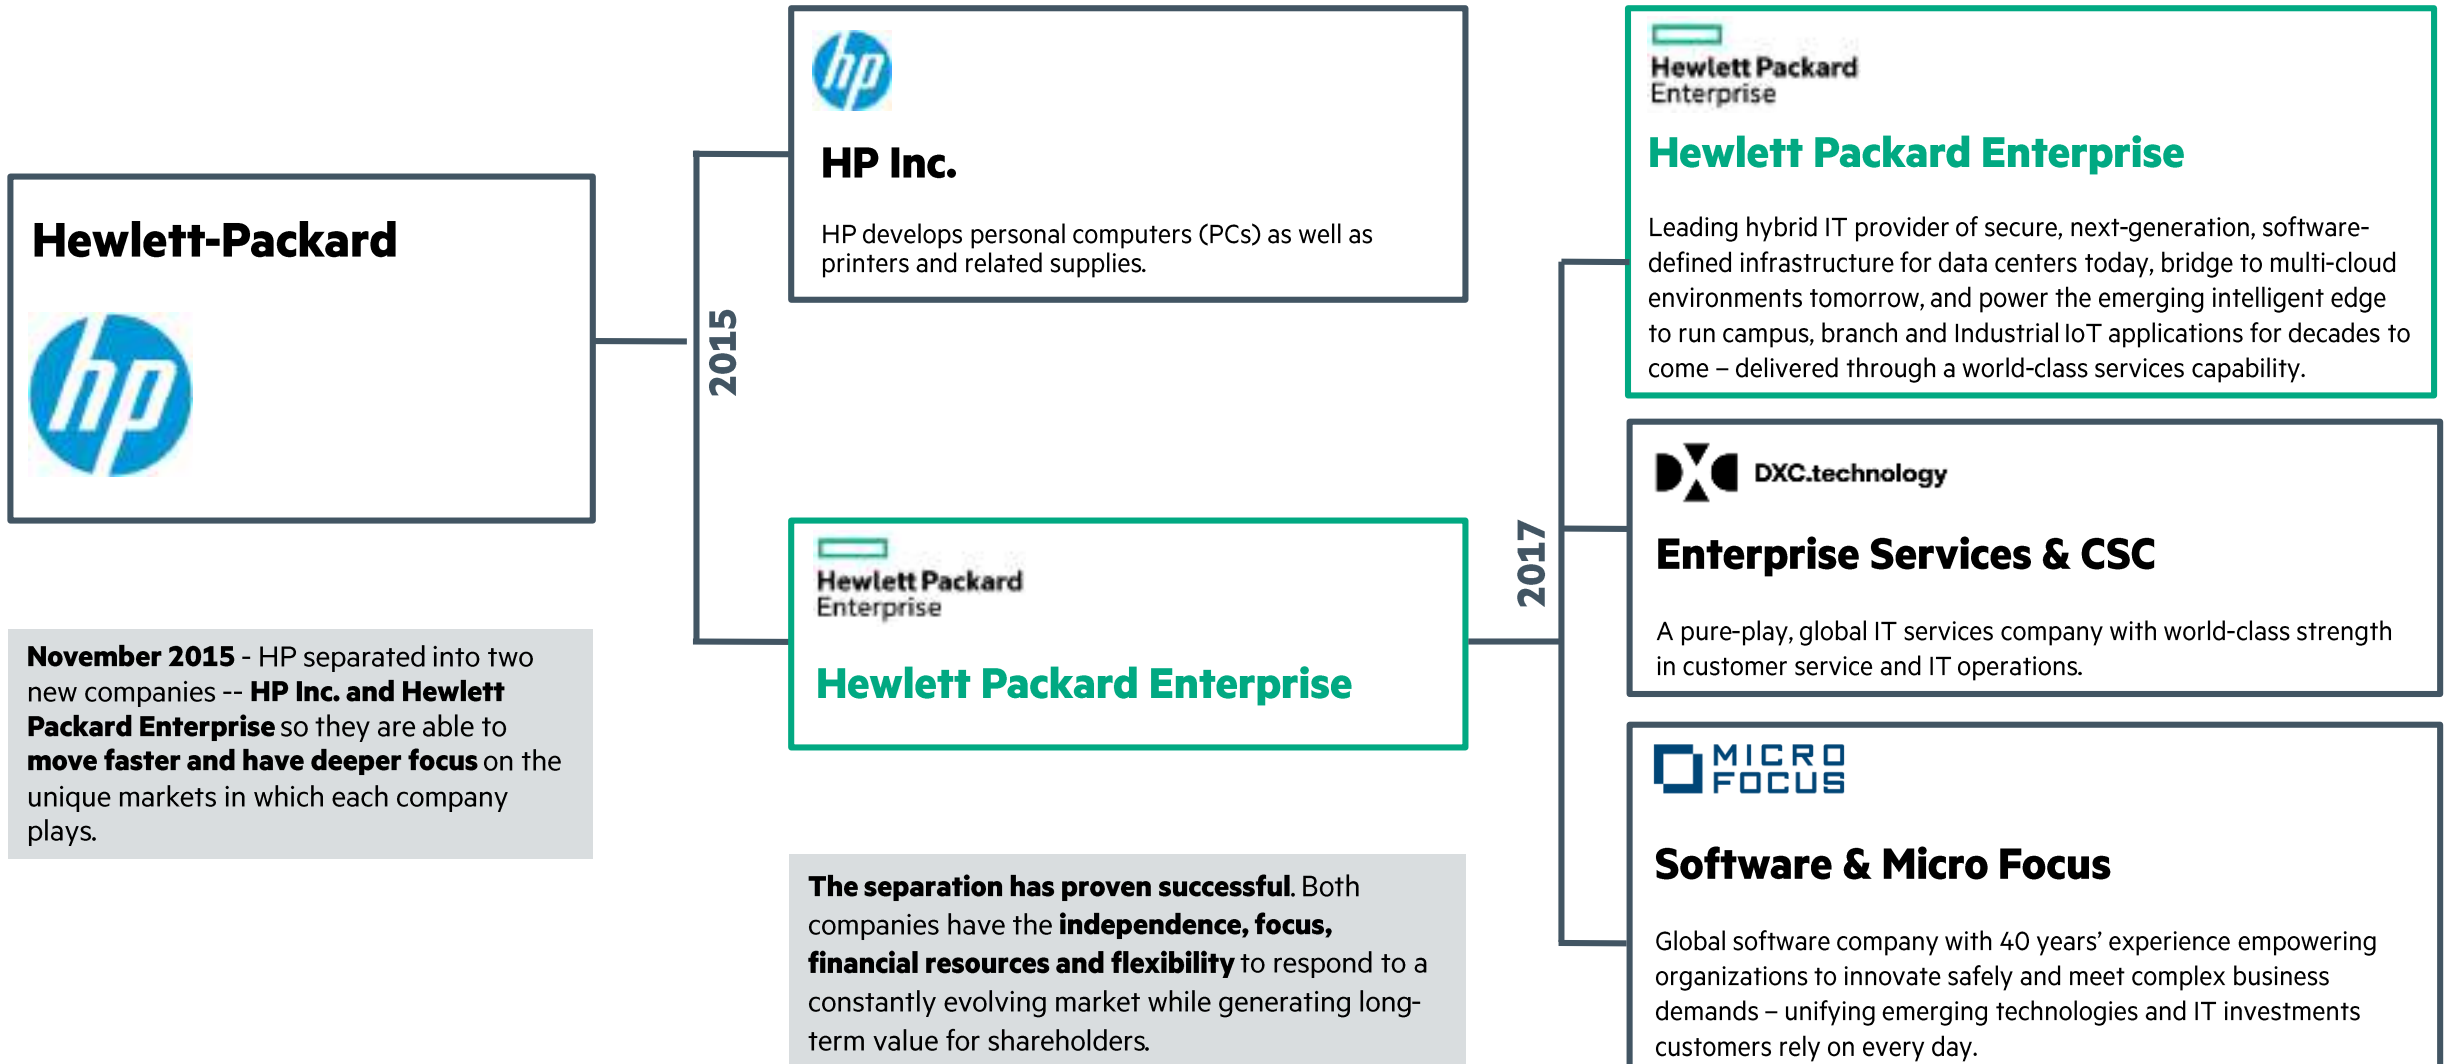 Hewlett-Packard
hp
November 2015 - HP separated into two
new companies -- HP Inc. and Hewlett
Packard Enterprise so they are able to
move faster and have deeper focus on the
unique markets in which each company
plays.
2015
hp
HP Inc.
HP develops personal computers (PCs) as well as
printers and related supplies.
Hewlett Packard
Enterprise
Hewlett Packard Enterprise
The separation has proven successful. Both
companies have the independence, focus,
financial resources and flexibility to respond to a
constantly evolving market while generating long-
term value for shareholders.
2017
Hewlett Packard
Enterprise
Hewlett Packard Enterprise
Leading hybrid IT provider of secure, next-generation, software-
defined infrastructure for data centers today, bridge to multi-cloud
environments tomorrow, and power the emerging intelligent edge
to run campus, branch and Industrial IoT applications for decades to
come – delivered through a world-class services capability.
DXC.technology
Enterprise Services & CSC
A pure-play, global IT services company with world-class strength
in customer service and IT operations.
MICRO
FOCUS
Software & Micro Focus
Global software company with 40 years’ experience empowering
organizations to innovate safely and meet complex business
demands – unifying emerging technologies and IT investments
customers rely on every day.